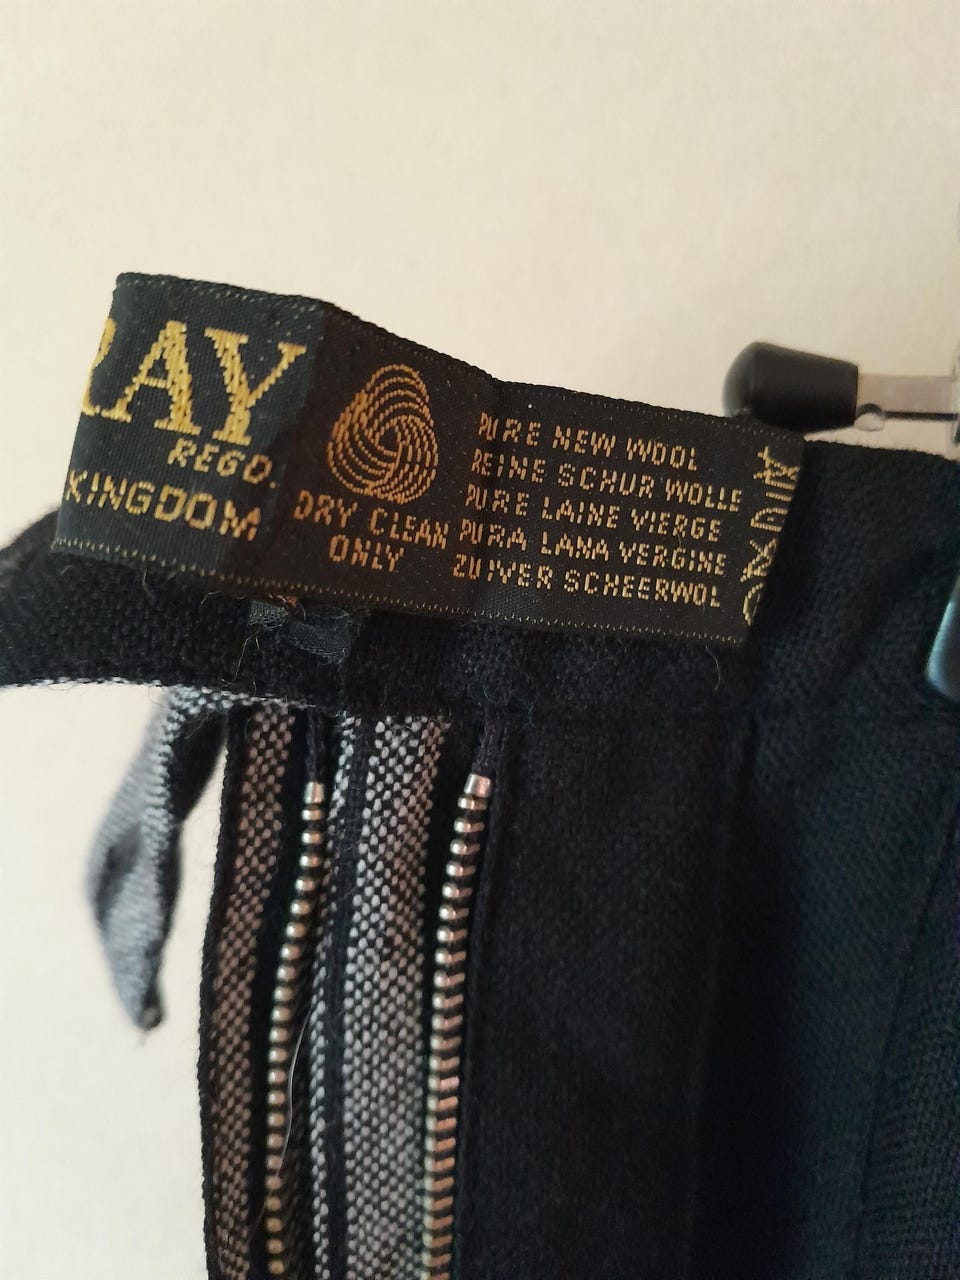 RAY
REGD.
KINGDOM
DRY CLEAN
ONLY
PURE NEW WOOL
REINE SCHUR WOLLE
PURE LAINE VIERGE
PURA LANA VERGINE
ZUIVER SCHEERWOL